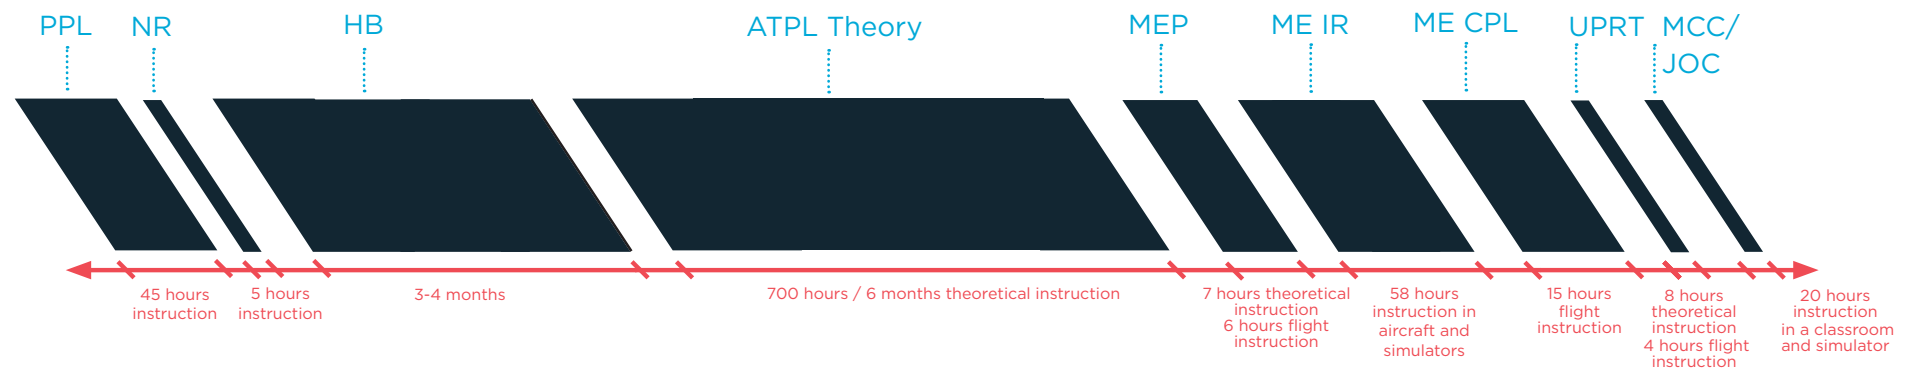 PPL
NR
HB
ATPL Theory
MEP
ME IR
ME CPL
UPRT
MCC/
JOC
45 hours
instruction
5 hours
instruction
3-4 months
700 hours / 6 months theoretical instruction
7 hours theoretical
instruction
6 hours flight
instruction
58 hours
instruction in
aircraft and
simulators
15 hours
flight
instruction
8 hours
theoretical
instruction
4 hours flight
instruction
20 hours
instruction
in a classroom
and simulator